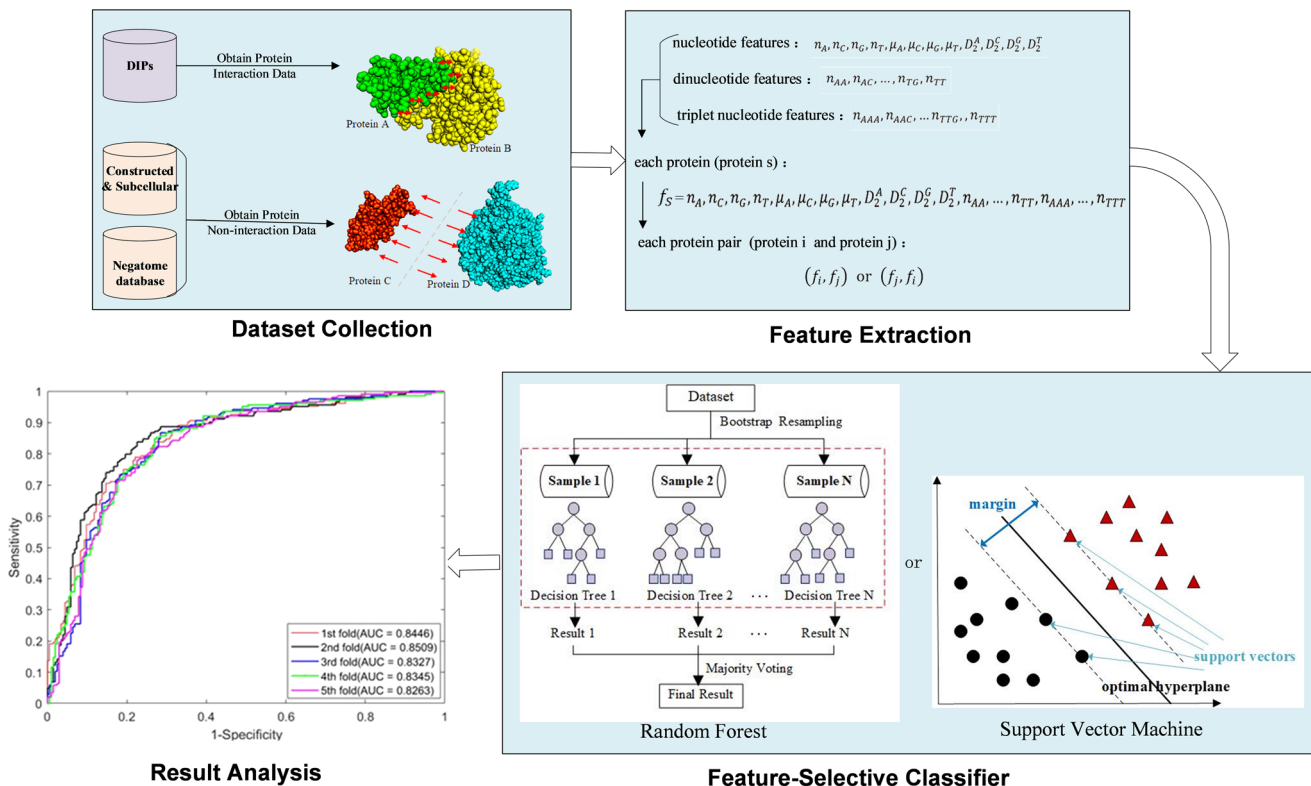 DIPs
Obtain Protein
Interaction Data
Protein A
Protein B
Constructed
& Subcellular
Obtain Protein
Non-interaction Data
Negatome
database
Protein C
Protein D
Dataset Collection
nucleotide features : n_A, n_C, n_G, n_T, μ_A, μ_C, μ_G, μ_T, D_2^A, D_2^C, D_2^G, D_2^T
dinucleotide features : n_AA, n_AC, ..., n_TG, n_TT
triplet nucleotide features : n_AAA, n_AAC, ... n_TTG, , n_TTT
each protein (protein s) :
f_S = n_A, n_C, n_G, n_T, μ_A, μ_C, μ_G, μ_T, D_2^A, D_2^C, D_2^G, D_2^T, n_AA, ..., n_TT, n_AAA, ..., n_TTT
each protein pair (protein i and protein j) :
(f_i, f_j) or (f_j, f_i)
Feature Extraction
Dataset
Bootstrap Resampling
Sample 1 Sample 2 Sample N
Decision Tree 1 Decision Tree 2 ... Decision Tree N
Result 1 Result 2 ... Result N
Majority Voting
Final Result
Random Forest
or
margin
support vectors
optimal hyperplane
Support Vector Machine
Feature-Selective Classifier
1
0.9
0.8
0.7
0.6
0.5
0.4
0.3
0.2
0.1
0
Sensitivity
1st fold(AUC = 0.8446)
2nd fold(AUC = 0.8509)
3rd fold(AUC = 0.8327)
4th fold(AUC = 0.8345)
5th fold(AUC = 0.8263)
0 0.2 0.4 0.6 0.8 1
1-Specificity
Result Analysis